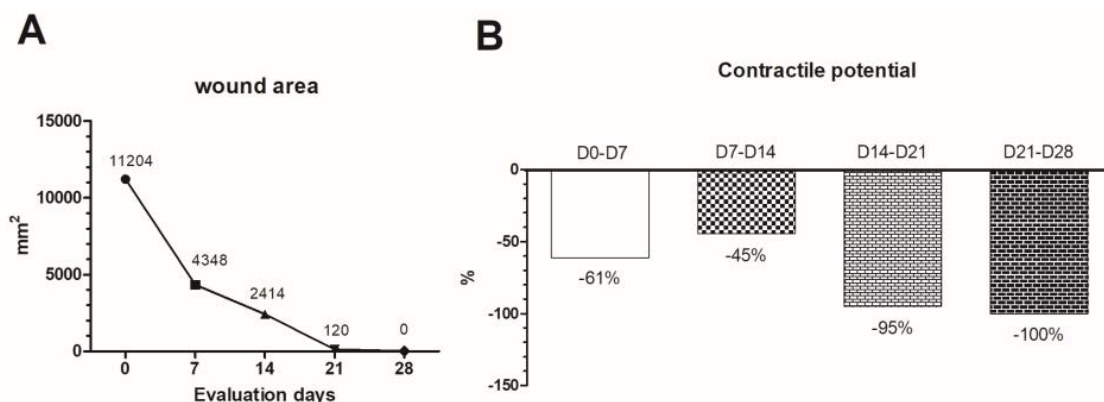 A
wound area
15000
10000
5000
0
mm²
11204
4348
2414
120
0
0 7 14 21 28
Evaluation days
B
Contractile potential
D0-D7 D7-D14 D14-D21 D21-D28
0
-50
-100
-150
%
-61%
-45%
-95%
-100%